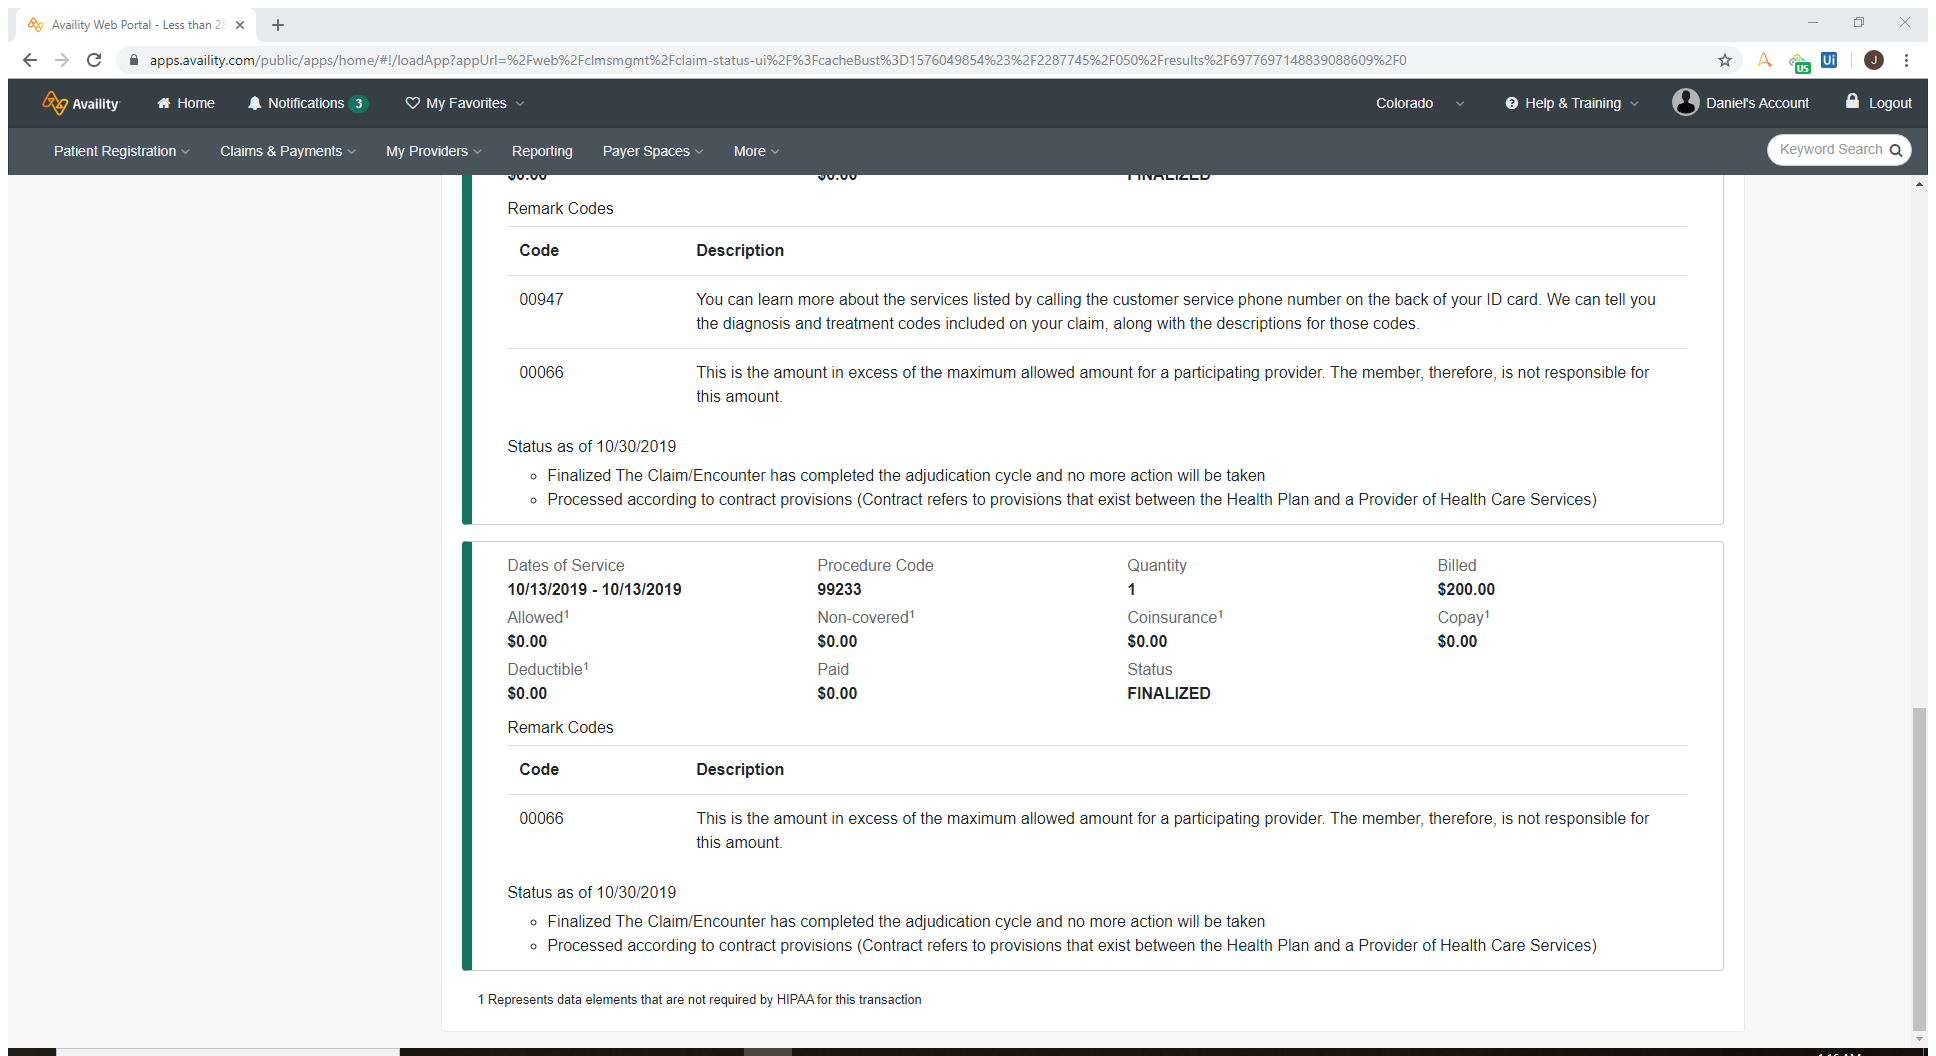 Availity Web Portal - Less than 28
apps.availity.com/public/apps/home/#!/loadApp?appUrl=%2Fweb%2Fclmsmgmt%2Fclaim-status-ui%2F%3FcacheBust%3D1576049854%23%2F2287745%2F050%2Fresults%2F6977697148839088609%2F0
US
Ui
J
Availity
Home
Notifications 3
My Favorites
Colorado
Help & Training
Daniel's Account
Logout
Patient Registration
Claims & Payments
My Providers
Reporting
Payer Spaces
More
Keyword Search
$0.00 $0.00 FINALIZED
Remark Codes
Code Description
00947 You can learn more about the services listed by calling the customer service phone number on the back of your ID card. We can tell you
the diagnosis and treatment codes included on your claim, along with the descriptions for those codes.
00066 This is the amount in excess of the maximum allowed amount for a participating provider. The member, therefore, is not responsible for
this amount.
Status as of 10/30/2019
Finalized The Claim/Encounter has completed the adjudication cycle and no more action will be taken
Processed according to contract provisions (Contract refers to provisions that exist between the Health Plan and a Provider of Health Care Services)
Dates of Service Procedure Code Quantity Billed
10/13/2019 - 10/13/2019 99233 1 $200.00
Allowed1 Non-covered1 Coinsurance1 Copay1
$0.00 $0.00 $0.00 $0.00
Deductible1 Paid Status
$0.00 $0.00 FINALIZED
Remark Codes
Code Description
00066 This is the amount in excess of the maximum allowed amount for a participating provider. The member, therefore, is not responsible for
this amount.
Status as of 10/30/2019
Finalized The Claim/Encounter has completed the adjudication cycle and no more action will be taken
Processed according to contract provisions (Contract refers to provisions that exist between the Health Plan and a Provider of Health Care Services)
1 Represents data elements that are not required by HIPAA for this transaction